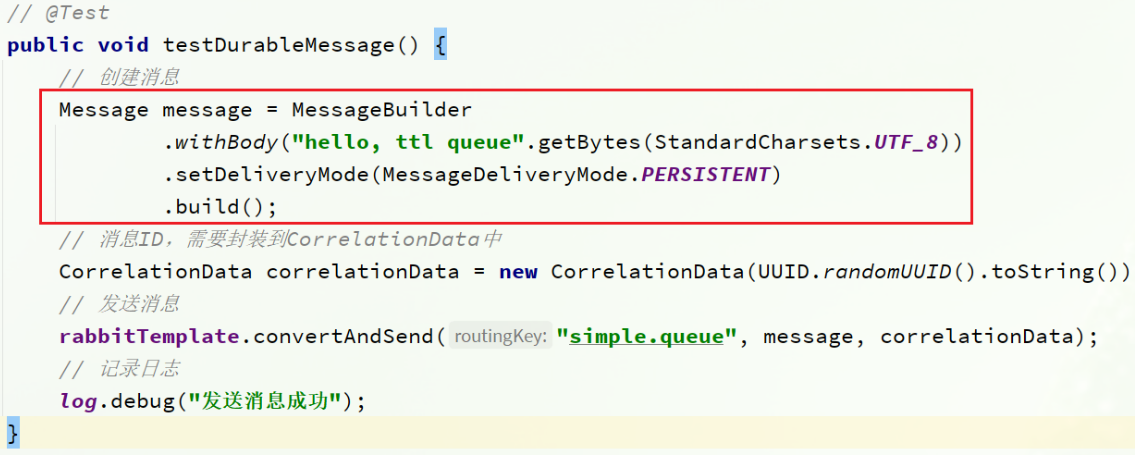 // @Test
public void testDurableMessage() {
// 创建消息
Message message = MessageBuilder
.withBody("hello, ttl queue".getBytes(StandardCharsets.UTF_8))
.setDeliveryMode(MessageDeliveryMode.PERSISTENT)
.build();
// 消息ID，需要封装到CorrelationData中
CorrelationData correlationData = new CorrelationData(UUID.randomUUID().toString())
// 发送消息
rabbitTemplate.convertAndSend( routingKey: "simple.queue", message, correlationData);
// 记录日志
log.debug("发送消息成功");
}